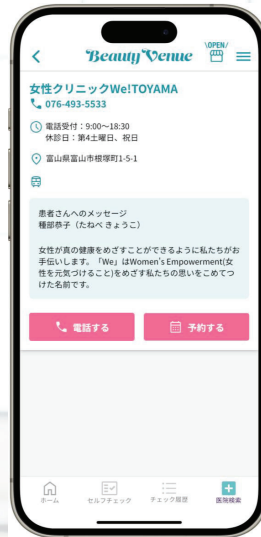 Beauty Venue
\OPEN/
女性クリニックWe!TOYAMA
076-493-5533
電話受付：9:00〜18:30
休診日：第4土曜日、祝日
富山県富山市根塚町1-5-1
患者さんへのメッセージ
種部恭子（たねべ きょうこ）
女性が真の健康をめざすことができるように私たちがお
手伝いします。「We」はWomen's Empowerment(女
性を元気づけること)をめざす私たちの思いをこめてつ
けた名前です。
電話する
予約する
ホーム
セルフチェック
チェック履歴
医院検索